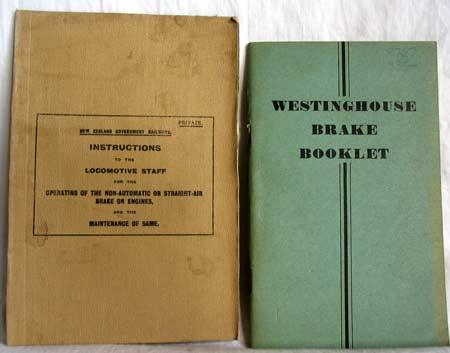 PRIVATE.
NEW ZEALAND GOVERNMENT RAILWAYS.
INSTRUCTIONS
TO THE
LOCOMOTIVE STAFF
FOR THE
OPERATING OF THE NON-AUTOMATIC OR STRAIGHT-AIR
BRAKE ON ENGINES,
AND THE
MAINTENANCE OF SAME.
WESTINGHOUSE
BRAKE
BOOKLET